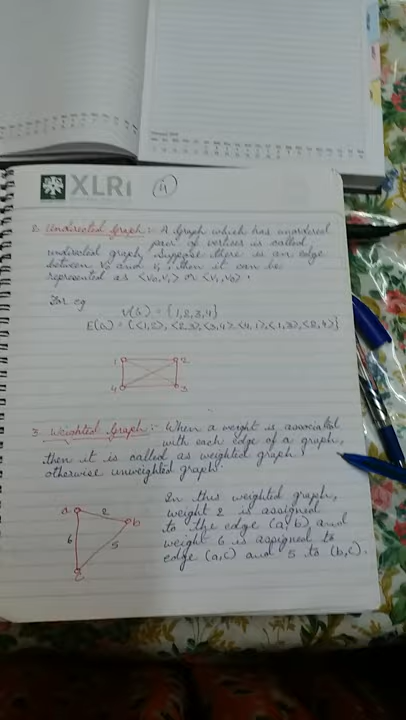 XLRi
4
2. Undirected Graph:- A Graph which has unordered
pair of vertices is called
undirected graph. Suppose there is an edge
between v0 and v1, then it can be
represented as <v0,v1> or <v1,v0>.
For eg
V(G) = {1,2,3,4}
E(G) = {<1,2>, <2,3>, <3,4>, <4,1>, <1,3>, <2,4>}
1 2
4 3
3. Weighted Graph:- When a weight is associated
with each edge of a graph,
then it is called as weighted graph
otherwise unweighted graph.
In this weighted graph,
weight 2 is assigned
to the edge (a,b) and
weight 6 is assigned to
edge (a,c) and 5 to (b,c).
a 2 b
6 5
c